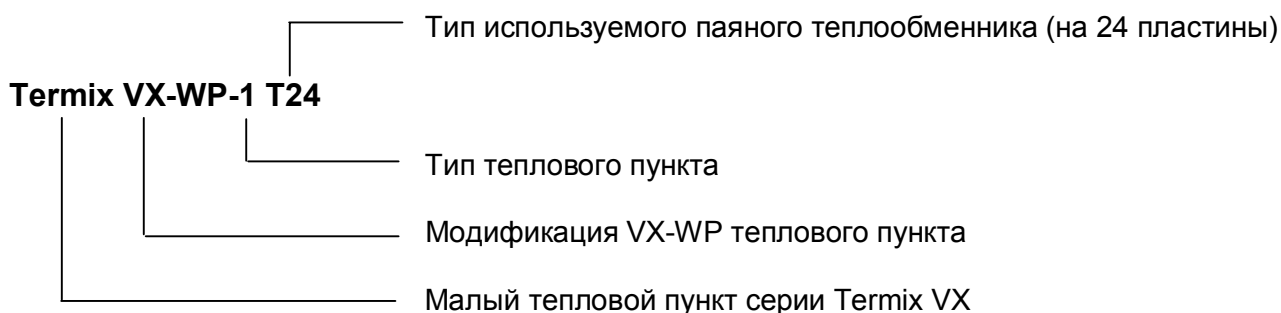 Тип используемого паяного теплообменника (на 24 пластины)
Termix VX-WP-1 T24
Тип теплового пункта
Модификация VX-WP теплового пункта
Малый тепловой пункт серии Termix VX